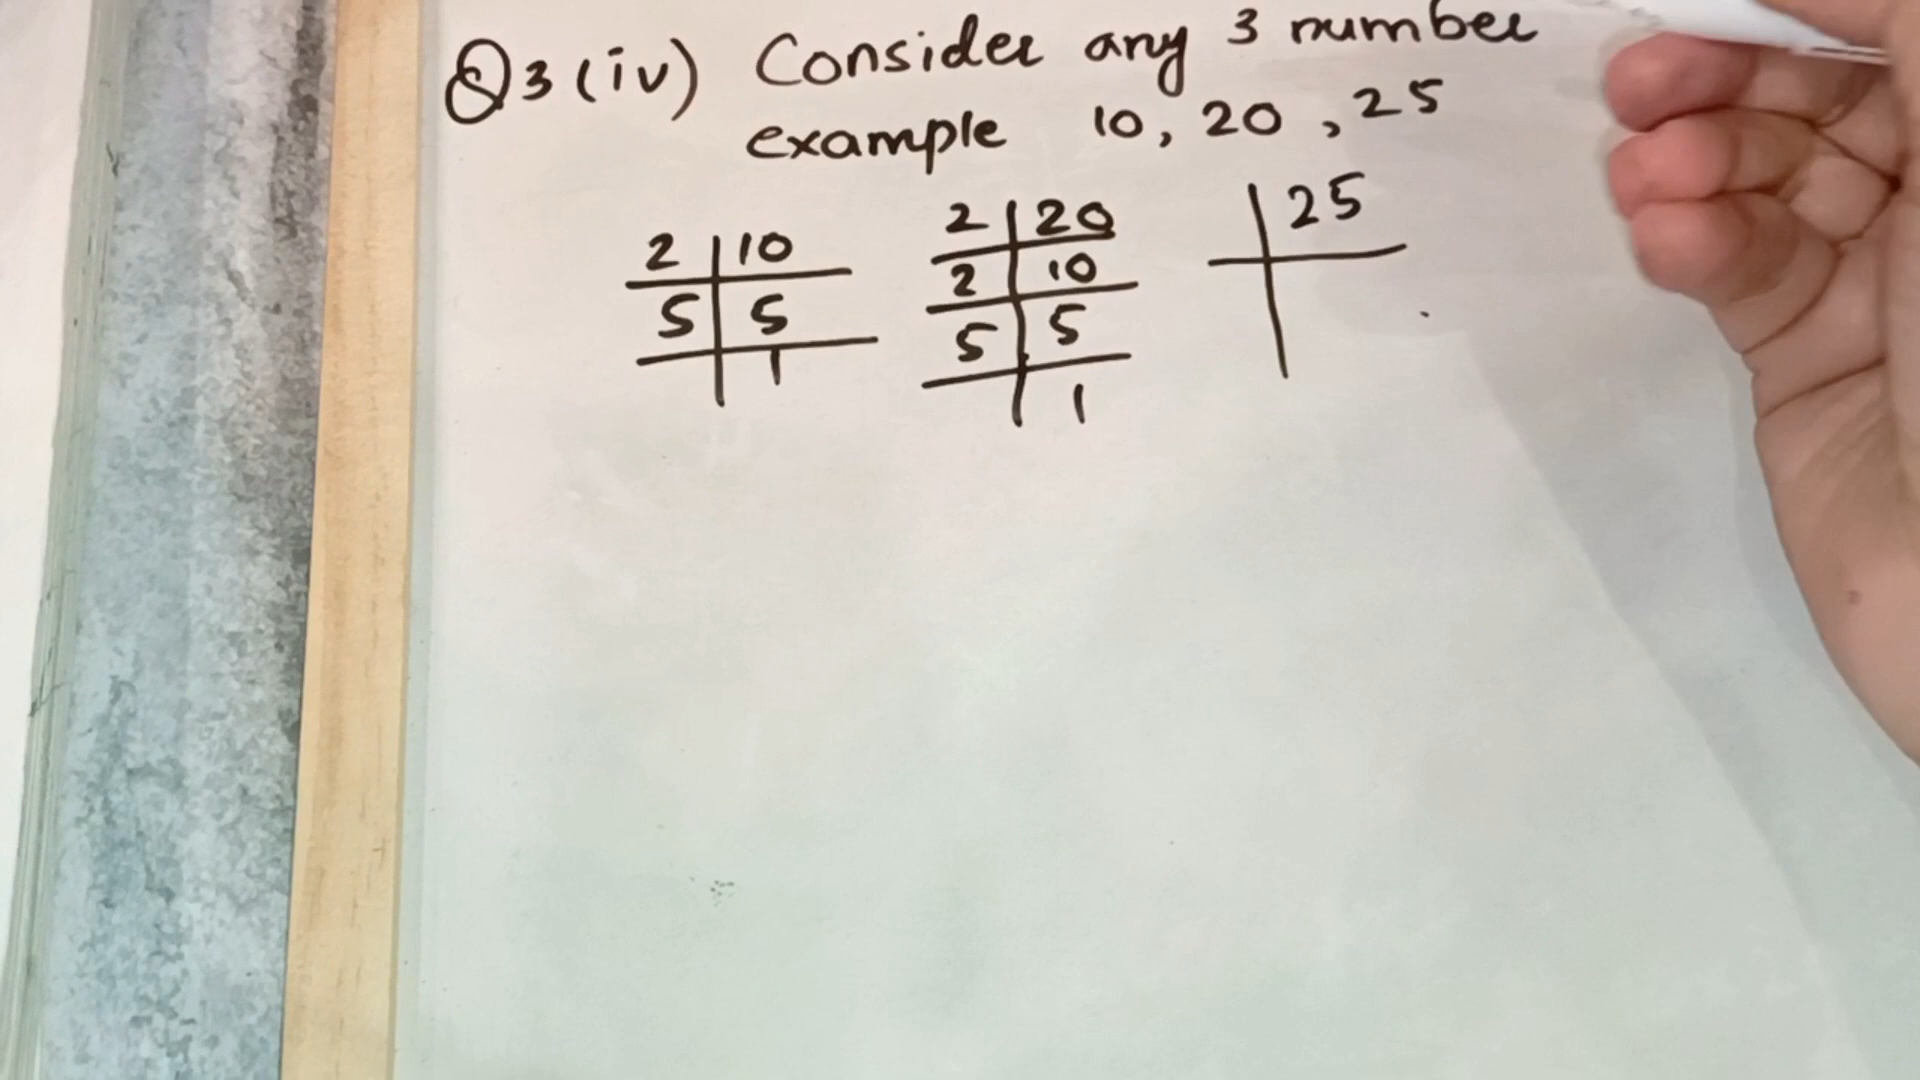 Q3 (iv) Consider any 3 number
example 10, 20, 25
2 | 10
5 | 5
1
2 | 20
2 | 10
5 | 5
1
25